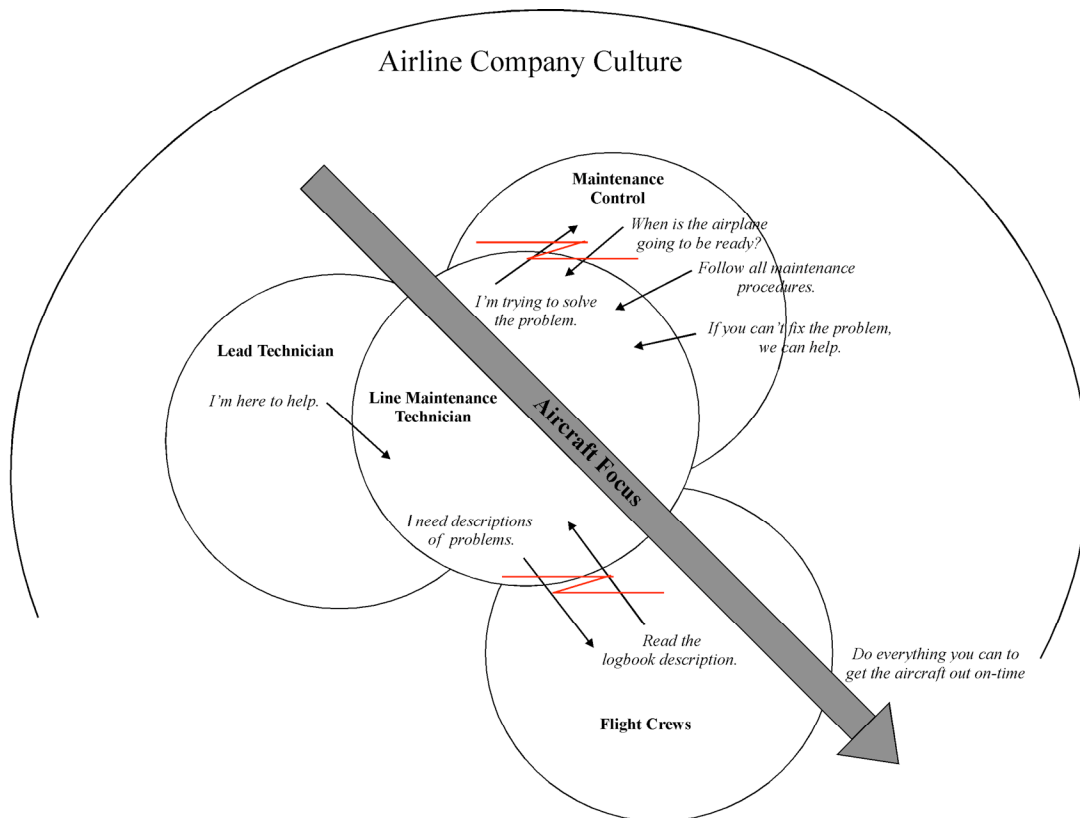 Airline Company Culture
Maintenance
Control
When is the airplane
going to be ready?
Follow all maintenance
procedures.
I'm trying to solve
the problem.
If you can't fix the problem,
we can help.
Lead Technician
I'm here to help.
Line Maintenance
Technician
Aircraft Focus
I need descriptions
of problems.
Read the
logbook description.
Do everything you can to
get the aircraft out on-time
Flight Crews